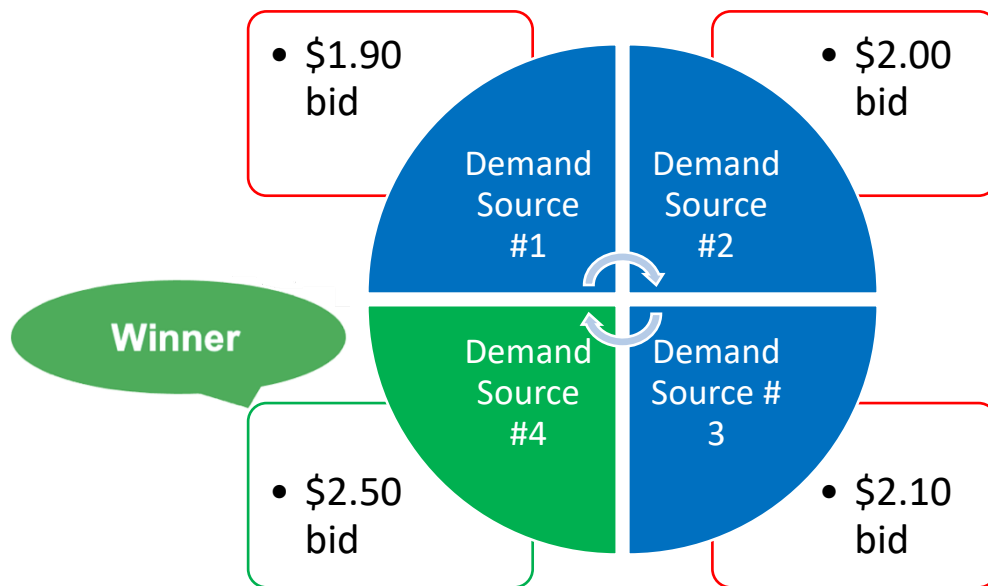 • $1.90
bid
• $2.00
bid
Demand
Source
#1
Demand
Source
#2
Winner
Demand
Source
#4
Demand
Source #
3
• $2.50
bid
• $2.10
bid